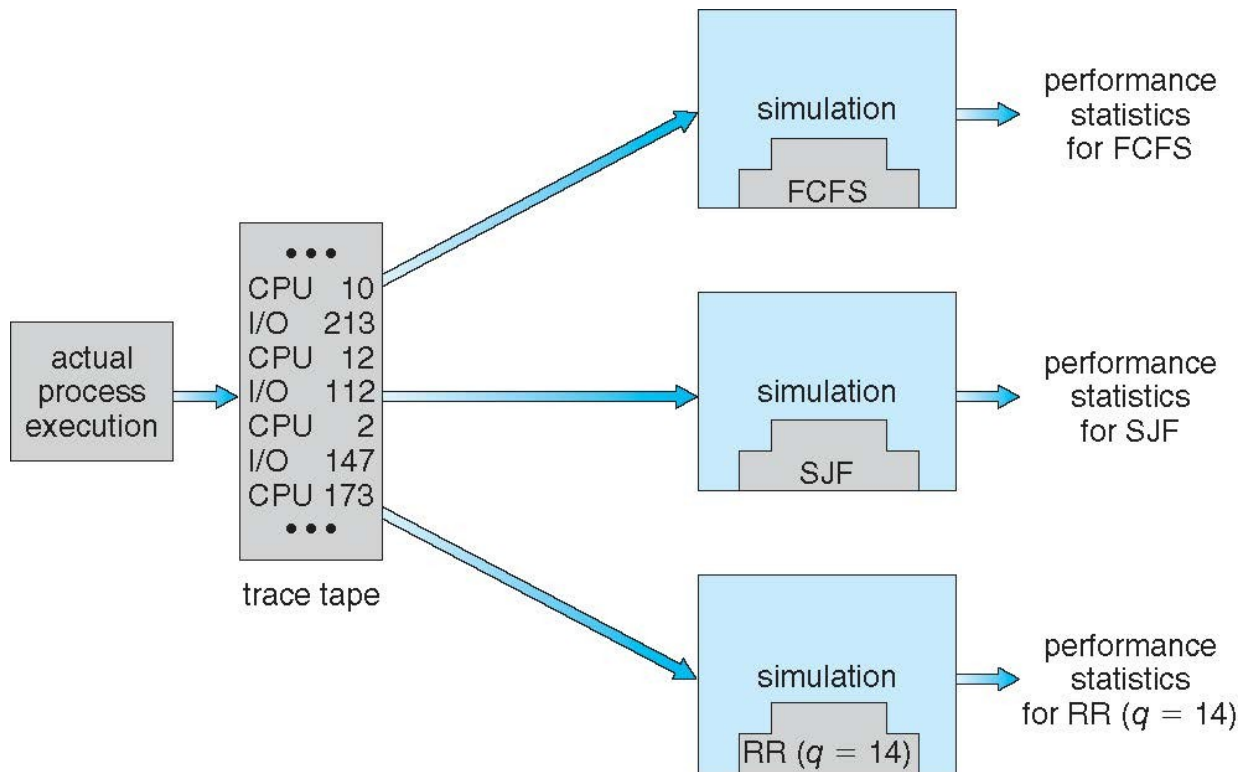 actual
process
execution
• • •
CPU 10
I/O 213
CPU 12
I/O 112
CPU 2
I/O 147
CPU 173
• • •
trace tape
simulation
FCFS
performance
statistics
for FCFS
simulation
SJF
performance
statistics
for SJF
simulation
RR (q = 14)
performance
statistics
for RR (q = 14)